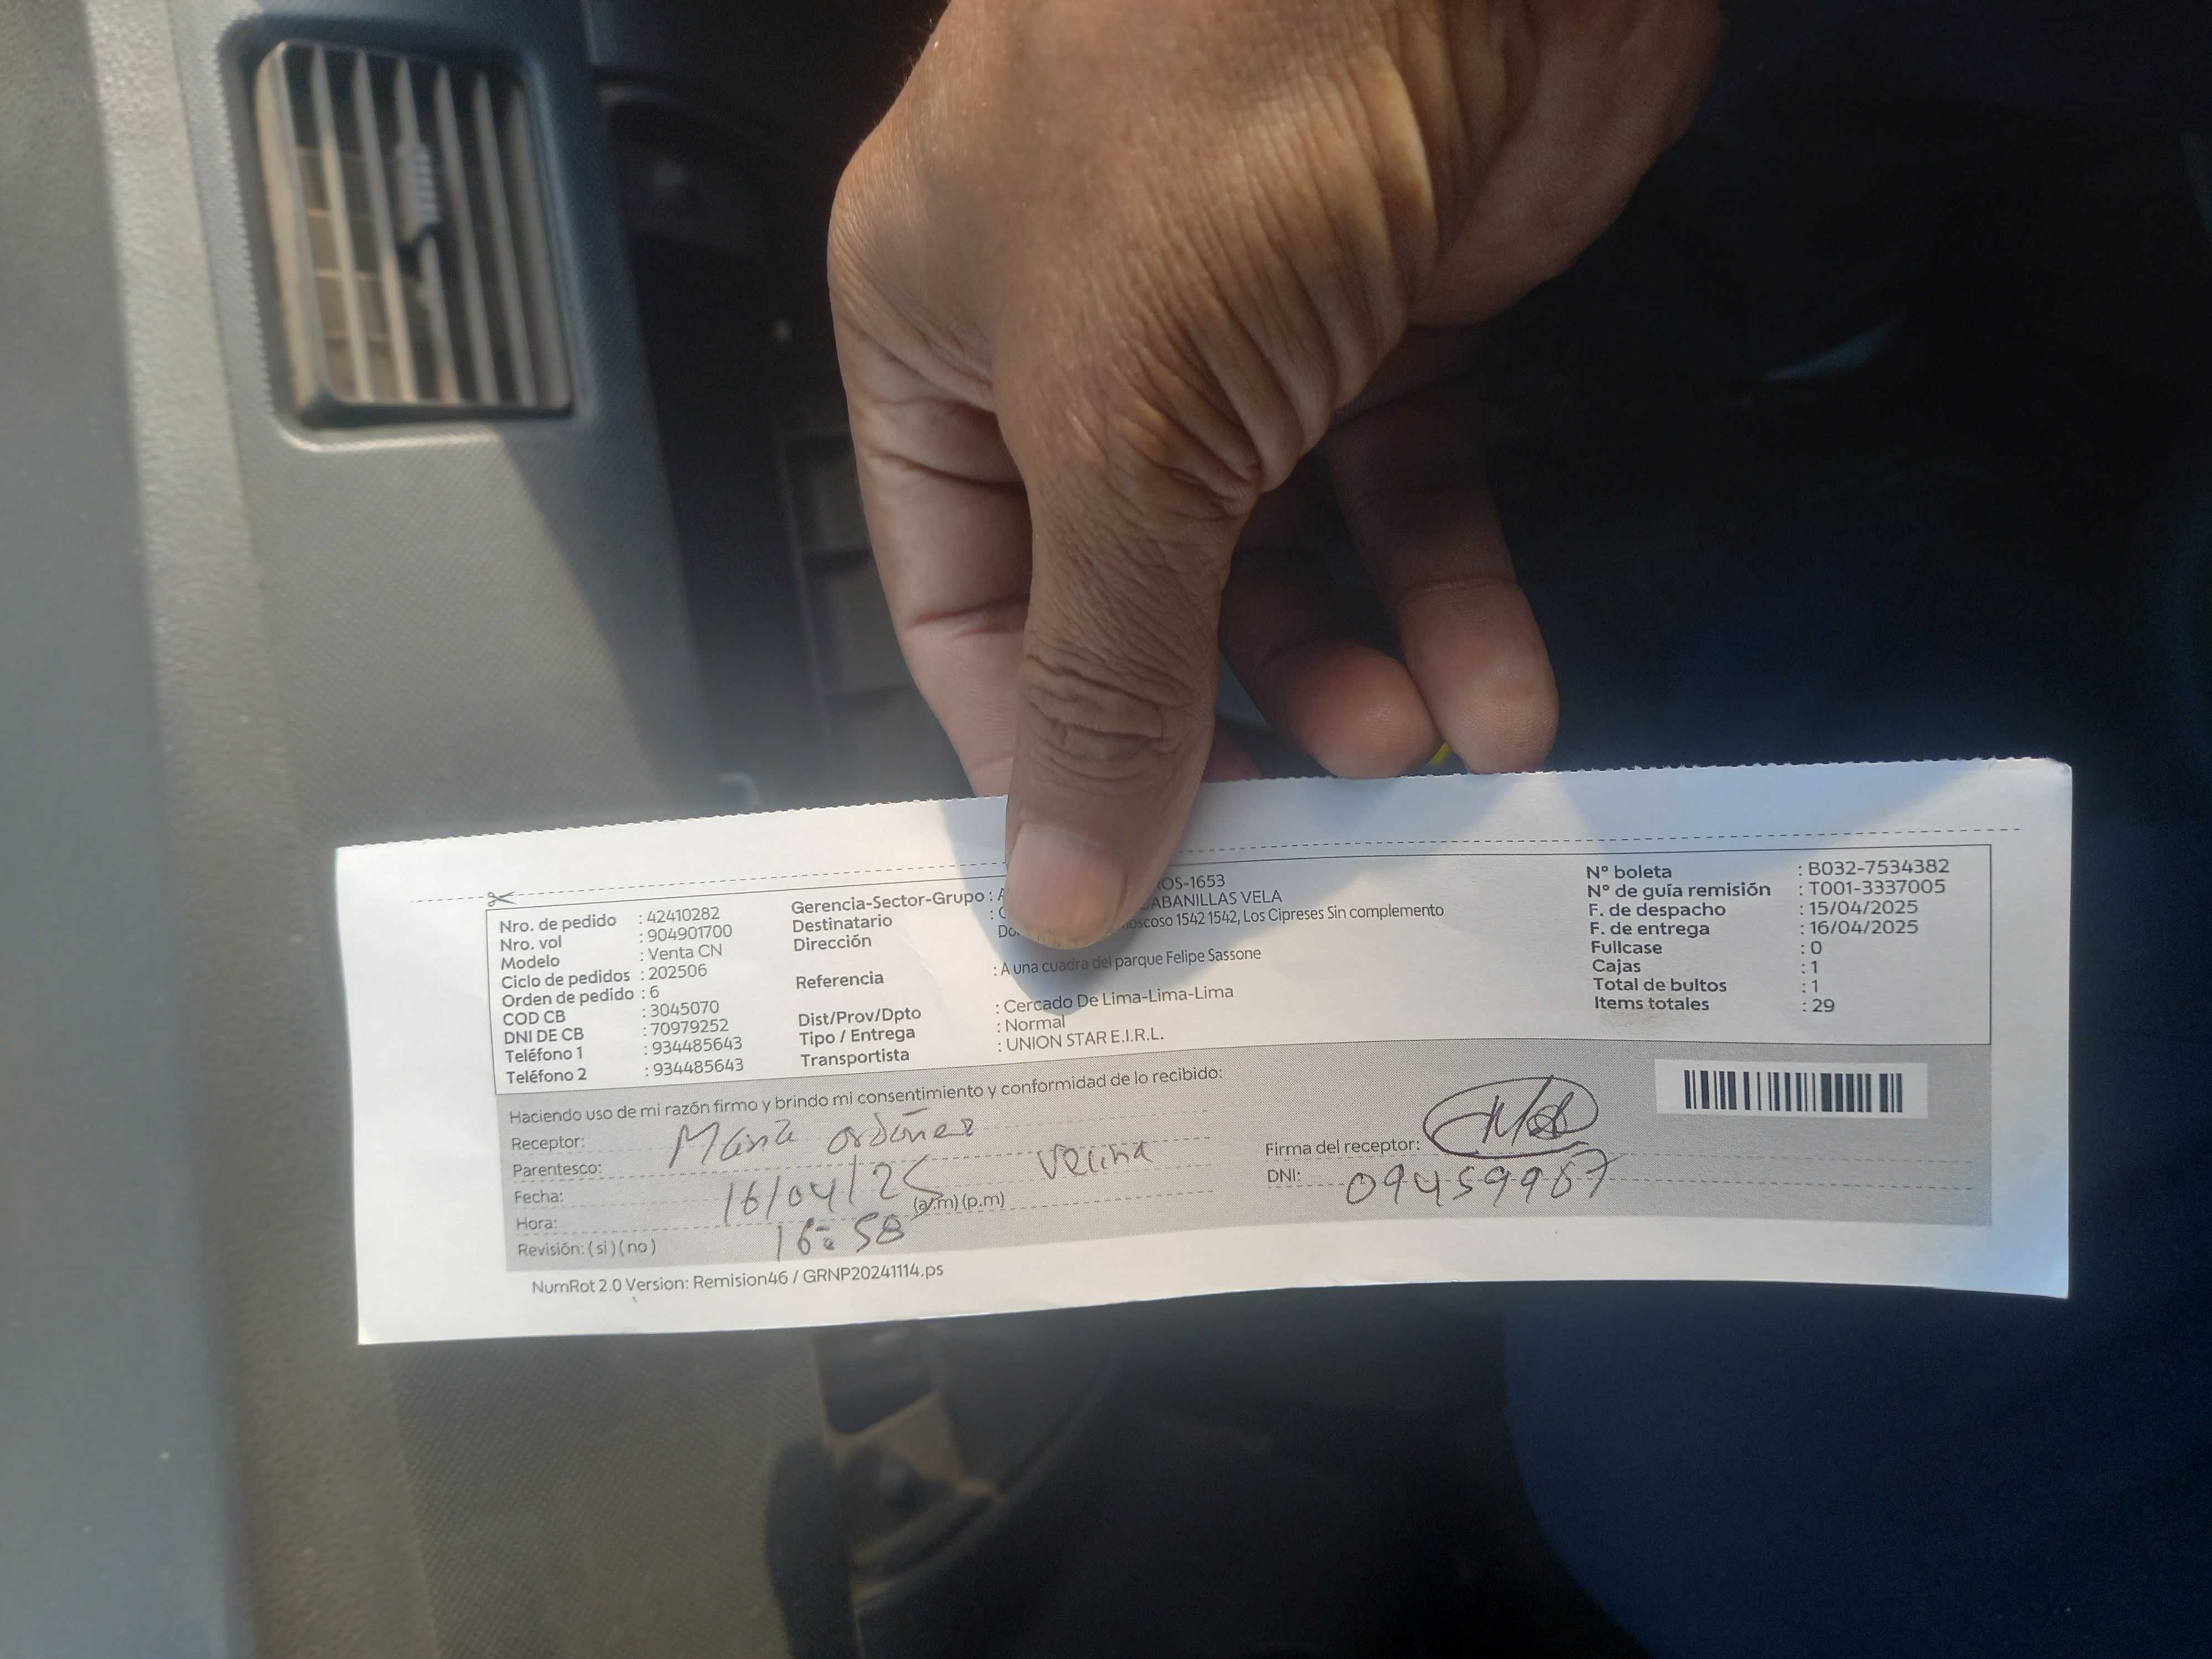 Nro. de pedido : 42410282
Nro. vol : 904901700
Modelo : Venta CN
Ciclo de pedidos : 202506
Orden de pedido : 6
COD CB : 3045070
DNI DE CB : 70979252
Teléfono 1 : 934485643
Teléfono 2 : 934485643
Gerencia-Sector-Grupo : OS-1653
Destinatario : ABANILLAS VELA
Dirección 1542 1542, Los Cipreses Sin complemento
Referencia : A una cuadra del parque Felipe Sassone
Dist/Prov/Dpto : Cercado De Lima-Lima-Lima
Tipo / Entrega : Normal
Transportista : UNION STAR E.I.R.L.
Nº boleta : B032-7534382
Nº de guía remisión : T001-3337005
F. de despacho : 15/04/2025
F. de entrega : 16/04/2025
Fullcase : 0
Cajas : 1
Total de bultos : 1
Items totales : 29
Haciendo uso de mi razón firmo y brindo mi consentimiento y conformidad de lo recibido:
Receptor: Maria ordoñez
Parentesco: Vecina
Fecha: 16/04/25
Hora: 16:58 (a.m) (p.m)
Revisión: ( si ) ( no )
Firma del receptor:
DNI: 09459967
NumRot 2.0 Version: Remision46 / GRNP20241114.ps